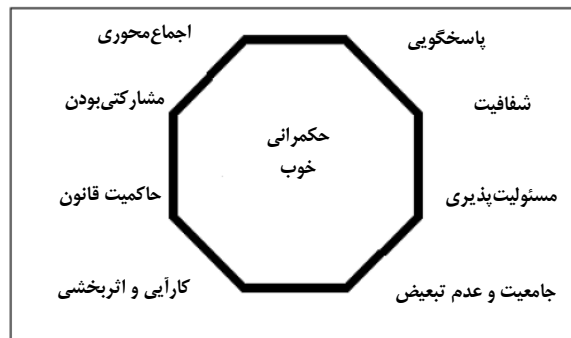 پاسخگویی
اجماع‌محوری
شفافیت
مشارکتی‌بودن
حکمرانی
خوب
مسئولیت‌پذیری
حاکمیت قانون
جامعیت و عدم تبعیض
کارآیی و اثربخشی